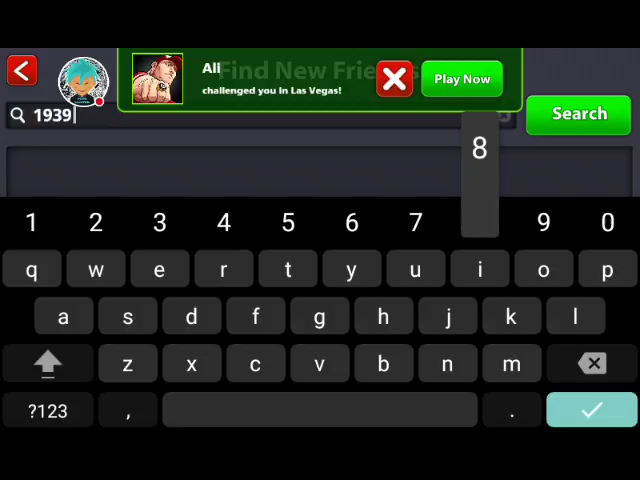 Find New Friends
Ali
challenged you In Las Vegas!
Play Now
1939
Search
8
1 2 3 4 5 6 7 9 0
q w e r t y u i o p
a s d f g h j k l
z x c v b n m
?123 , .